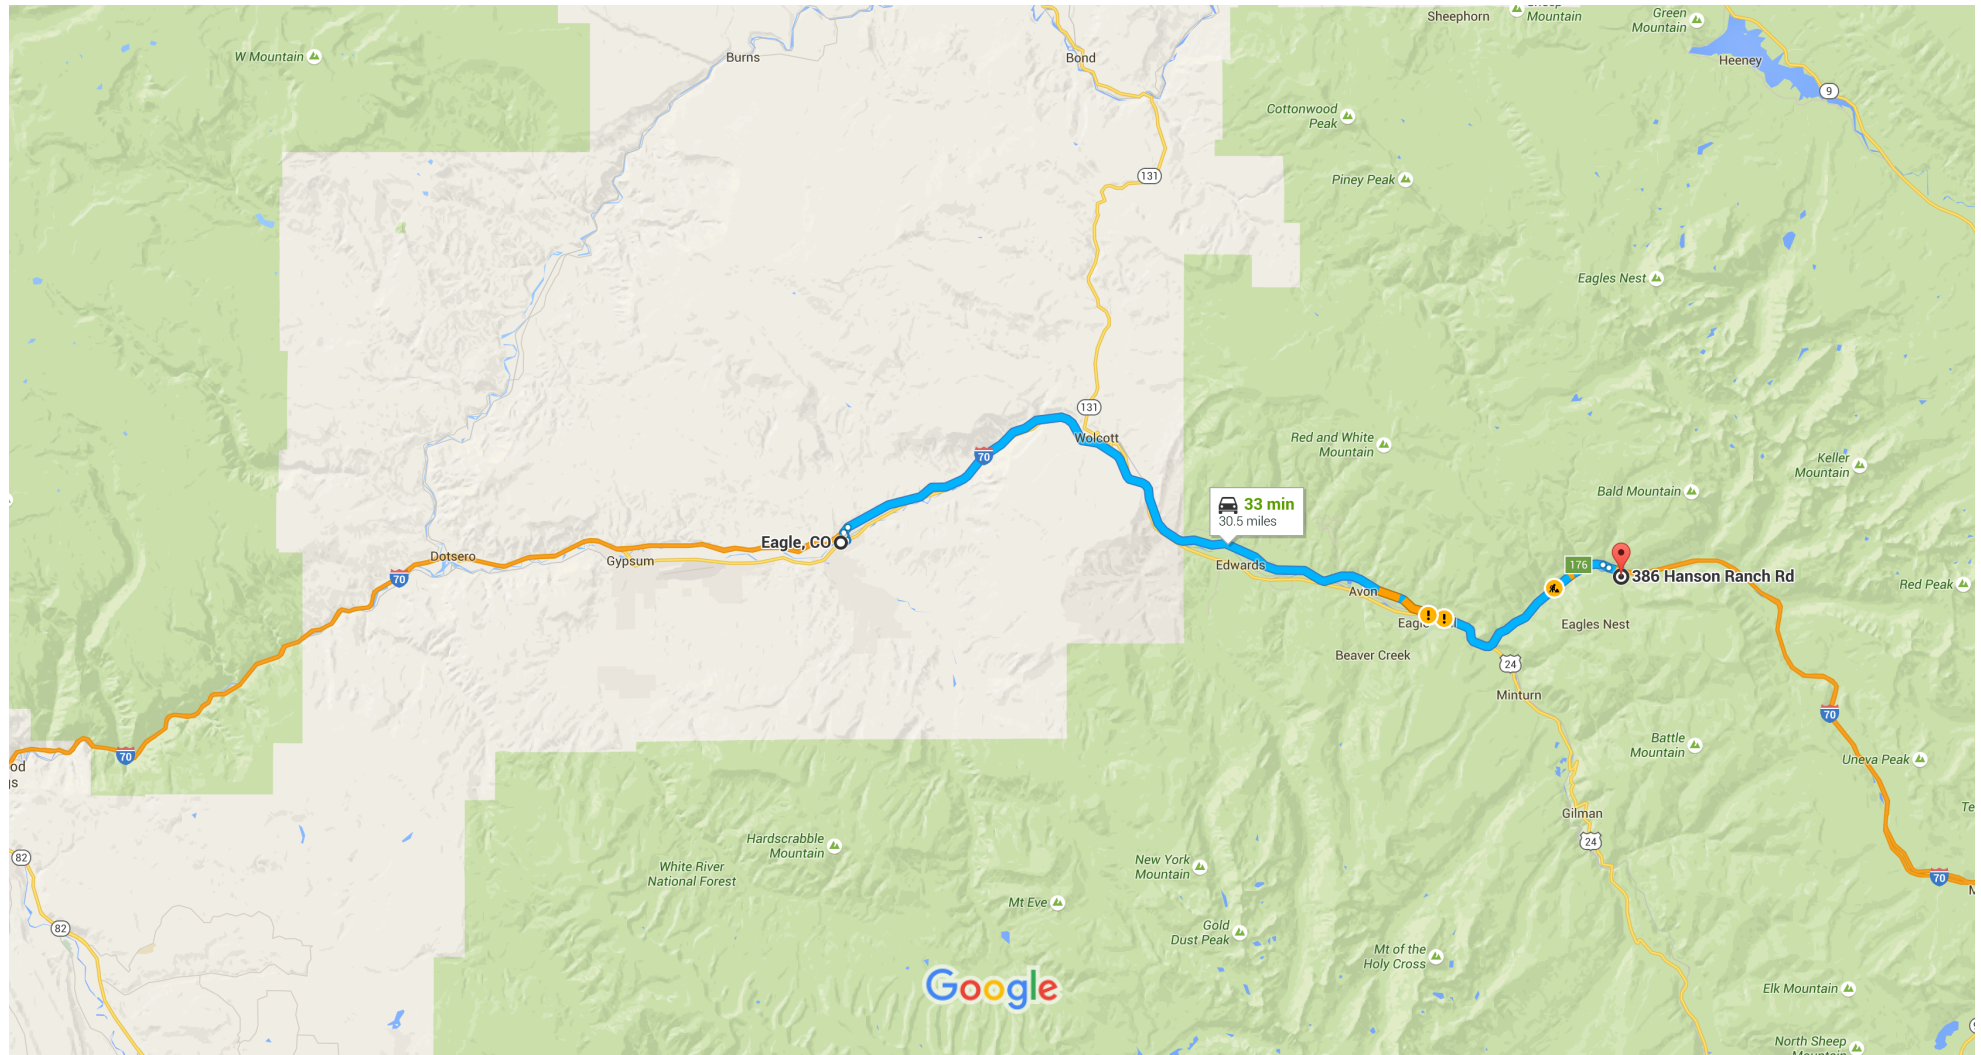 Sheephorn
Mountain
Green
Mountain
W Mountain
Burns
Bond
Heeney
9
Cottonwood
Peak
131
Piney Peak
Eagles Nest
131
Wolcott
Red and White
Mountain
70
Keller
Mountain
Bald Mountain
33 min
30.5 miles
Eagle, CO
Dotsero
Gypsum
70
Edwards
176
386 Hanson Ranch Rd
Red Peak
Avon
Eagles Nest
Beaver Creek
24
Minturn
70
Battle
Mountain
Uneva Peak
70
od
gs
Gilman
24
Hardscrabble
Mountain
82
White River
National Forest
New York
Mountain
70
Mt Eve
82
Gold
Dust Peak
Mt of the
Holy Cross
Google
Elk Mountain
North Sheep